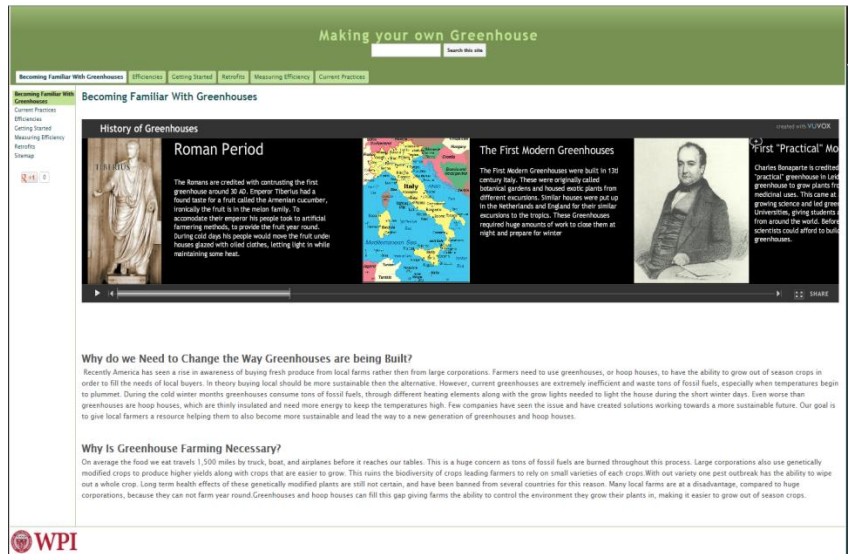 Making your own Greenhouse
Search this site
Becoming Familiar With Greenhouses Efficiencies Getting Started Retrofits Measuring Efficiency Current Practices
Becoming Familiar With
Greenhouses
Current Practices
Efficiencies
Getting Started
Measuring Efficiency
Retrofits
Sitemap
+1 0
Becoming Familiar With Greenhouses
History of Greenhouses
created with VUVOX
TIBERIUS
Roman Period
The Romans are credited with contrusting the first
greenhouse around 30 AD. Emperor Tiberius had a
found taste for a fruit called the Armenian cucumber,
ironically the fruit is in the melon family. To
accomodate their emperor his people took to artificial
farmering methods, to provide the fruit year round.
During cold days his people would move the fruit under
houses glazed with oiled clothes, letting light in while
maintaining some heat.
Italy
Mediterranean Sea
Tunisia
The First Modern Greenhouses
The First Modern Greenhouses were built in 13t
century Italy. These were originally called
botanical gardens and housed exotic plants from
different excursions. Similar houses were put up
in the Netherlands and England for their similar
excursions to the tropics. These Greenhouses
required huge amounts of work to close them at
night and prepare for winter
First "Practical" Mo
Charles Bonaparte is credited
"practical" greenhouse in Leid
greenhouse to grow plants fr
medicinal uses. This came at
growing science and led gree
Universities, giving students a
from around the world. Before
scientists could afford to build
greenhouses.
SHARE
Why do we Need to Change the Way Greenhouses are being Built?
Recently America has seen a rise in awareness of buying fresh produce from local farms rather then from large corporations. Farmers need to use greenhouses, or hoop houses, to have the ability to grow out of season crops in
order to fill the needs of local buyers. In theory buying local should be more sustainable then the alternative. However, current greenhouses are extremely inefficient and waste tons of fossil fuels, especially when temperatures begin
to plummet. During the cold winter months greenhouses consume tons of fossil fuels, through different heating elements along with the grow lights needed to light the house during the short winter days. Even worse than
greenhouses are hoop houses, which are thinly insulated and need more energy to keep the temperatures high. Few companies have seen the issue and have created solutions working towards a more sustainable future. Our goal is
to give local farmers a resource helping them to also become more sustainable and lead the way to a new generation of greenhouses and hoop houses.
Why Is Greenhouse Farming Necessary?
On average the food we eat travels 1,500 miles by truck, boat, and airplanes before it reaches our tables. This is a huge concern as tons of fossil fuels are burned throughout this process. Large corporations also use genetically
modified crops to produce higher yields along with crops that are easier to grow. This ruins the biodiversity of crops leading farmers to rely on small varieties of each crops.With out variety one pest outbreak has the ability to wipe
out a whole crop. Long term health effects of these genetically modified plants are still not certain, and have been banned from several countries for this reason. Many local farms are at a disadvantage, compared to huge
corporations, because they can not farm year round.Greenhouses and hoop houses can fill this gap giving farms the ability to control the environment they grow their plants in, making it easier to grow out of season crops.
WPI